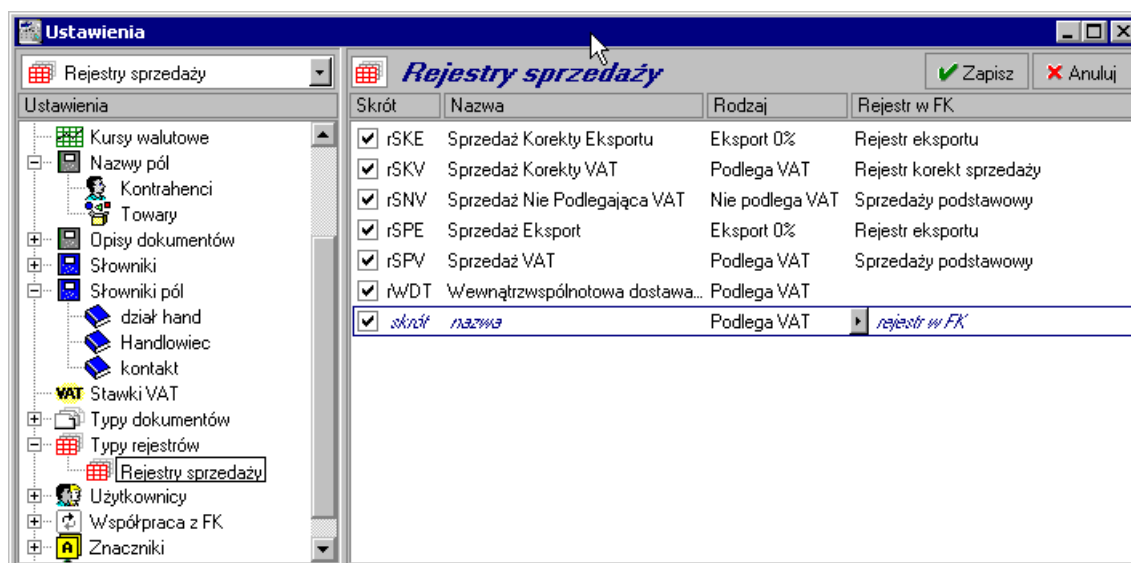 Ustawienia
Rejestry sprzedaży
Ustawienia
Kursy walutowe
Nazwy pól
Kontrahenci
Towary
Opisy dokumentów
Słowniki
Słowniki pól
dział hand
Handlowiec
kontakt
VAT Stawki VAT
Typy dokumentów
Typy rejestrów
Rejestry sprzedaży
Użytkownicy
Współpraca z FK
A Znaczniki
Rejestry sprzedaży Zapisz Anuluj
Skrót Nazwa Rodzaj Rejestr w FK
rSKE Sprzedaż Korekty Eksportu Eksport 0% Rejestr eksportu
rSKV Sprzedaż Korekty VAT Podlega VAT Rejestr korekt sprzedaży
rSNV Sprzedaż Nie Podlegająca VAT Nie podlega VAT Sprzedaży podstawowy
rSPE Sprzedaż Eksport Eksport 0% Rejestr eksportu
rSPV Sprzedaż VAT Podlega VAT Sprzedaży podstawowy
rWDT Wewnątrzwspólnotowa dostawa... Podlega VAT
skrót nazwa Podlega VAT rejestr w FK